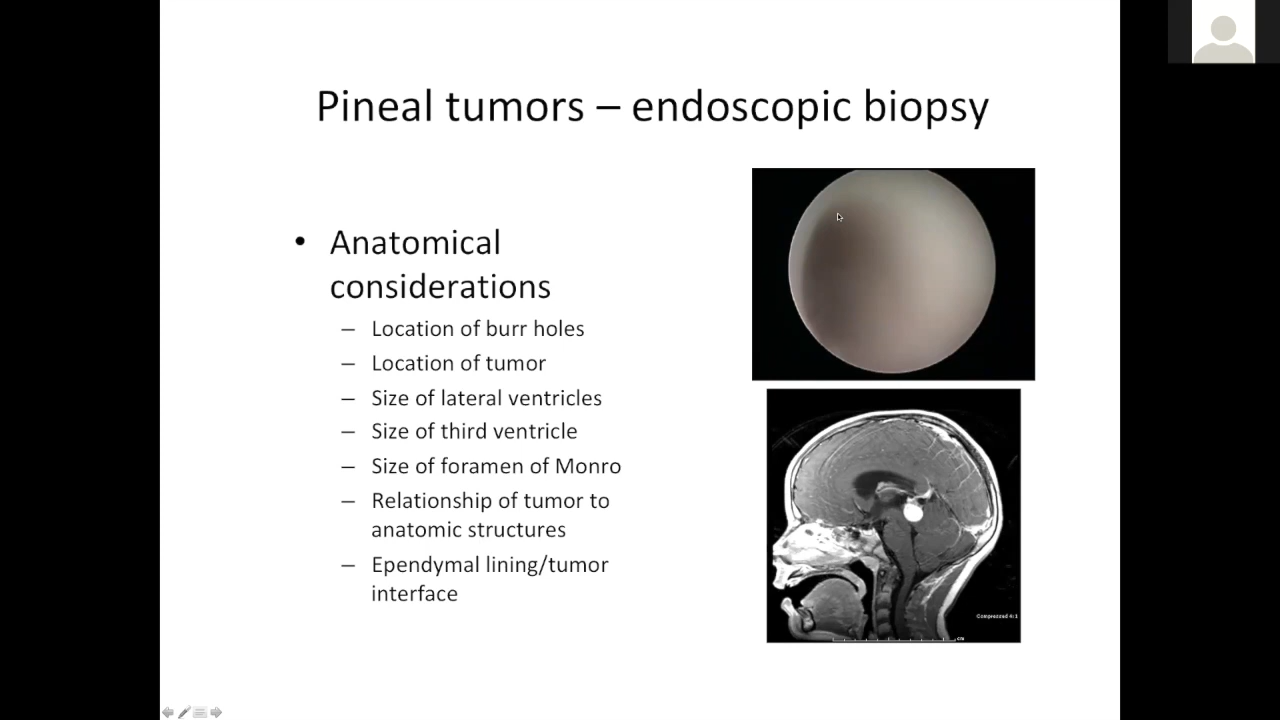 Pineal tumors – endoscopic biopsy
• Anatomical
considerations
– Location of burr holes
– Location of tumor
– Size of lateral ventricles
– Size of third ventricle
– Size of foramen of Monro
– Relationship of tumor to
anatomic structures
– Ependymal lining/tumor
interface
Compressed 4:1